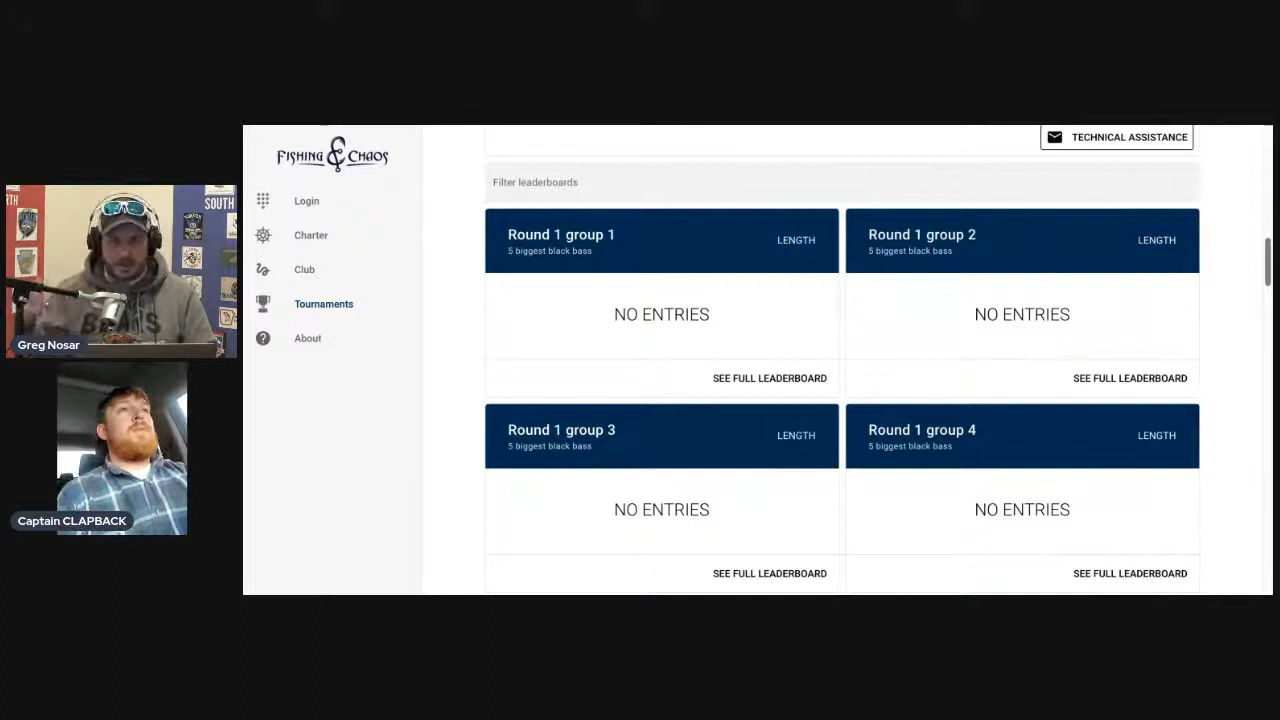 RTH
SOUTH
BEARS
Greg Nosar
Captain CLAPBACK
FISHING & CHAOS
Login
Charter
Club
Tournaments
About
TECHNICAL ASSISTANCE
Filter leaderboards
Round 1 group 1
5 biggest black bass
LENGTH
NO ENTRIES
SEE FULL LEADERBOARD
Round 1 group 2
5 biggest black bass
LENGTH
NO ENTRIES
SEE FULL LEADERBOARD
Round 1 group 3
5 biggest black bass
LENGTH
NO ENTRIES
SEE FULL LEADERBOARD
Round 1 group 4
5 biggest black bass
LENGTH
NO ENTRIES
SEE FULL LEADERBOARD